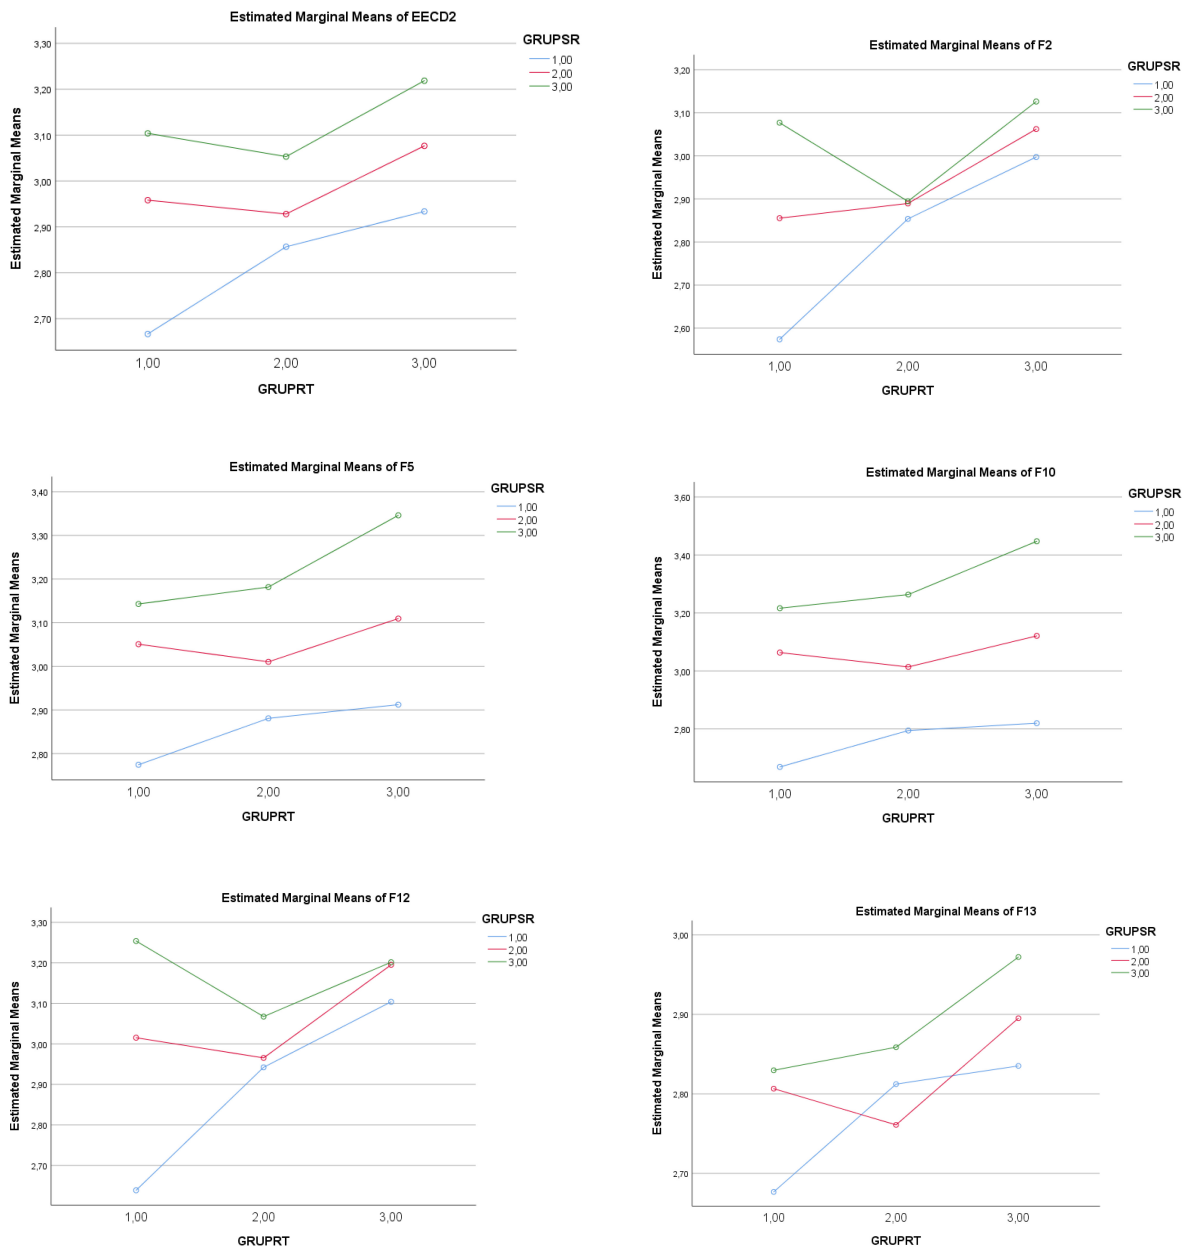 Estimated Marginal Means of EECD2
GRUPSR
1,00
2,00
3,00
Estimated Marginal Means
3,30
3,20
3,10
3,00
2,90
2,80
2,70
1,00 2,00 3,00
GRUPRT
Estimated Marginal Means of F2
GRUPSR
1,00
2,00
3,00
Estimated Marginal Means
3,20
3,10
3,00
2,90
2,80
2,70
2,60
1,00 2,00 3,00
GRUPRT
Estimated Marginal Means of F5
GRUPSR
1,00
2,00
3,00
Estimated Marginal Means
3,40
3,30
3,20
3,10
3,00
2,90
2,80
1,00 2,00 3,00
GRUPRT
Estimated Marginal Means of F10
GRUPSR
1,00
2,00
3,00
Estimated Marginal Means
3,60
3,40
3,20
3,00
2,80
1,00 2,00 3,00
GRUPRT
Estimated Marginal Means of F12
GRUPSR
1,00
2,00
3,00
Estimated Marginal Means
3,30
3,20
3,10
3,00
2,90
2,80
2,70
1,00 2,00 3,00
GRUPRT
Estimated Marginal Means of F13
GRUPSR
1,00
2,00
3,00
Estimated Marginal Means
3,00
2,90
2,80
2,70
1,00 2,00 3,00
GRUPRT